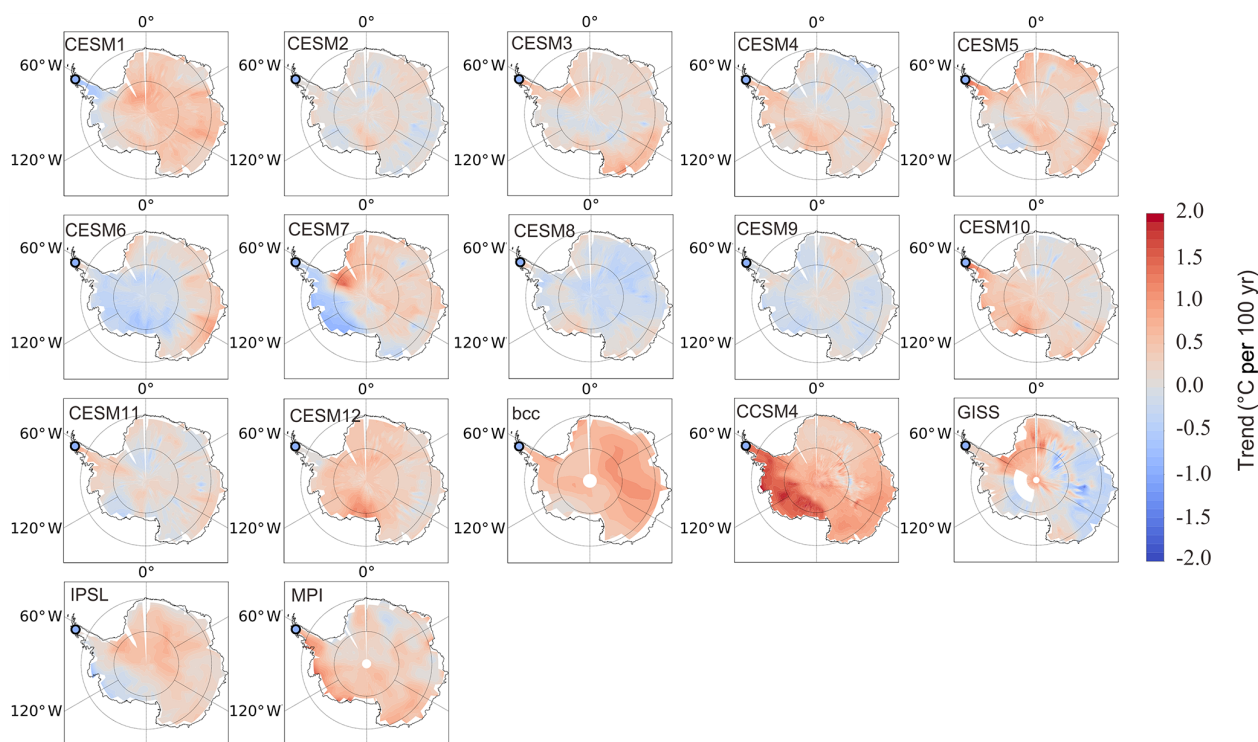 0° 0° 0° 0° 0°
CESM1 CESM2 CESM3 CESM4 CESM5
60°W 60°W 60°W 60°W 60°W
120°W 120°W 120°W 120°W 120°W
0° 0° 0° 0° 0°
CESM6 CESM7 CESM8 CESM9 CESM10
60°W 60°W 60°W 60°W 60°W
120°W 120°W 120°W 120°W 120°W
0° 0° 0° 0° 0°
CESM11 CESM12 bcc CCSM4 GISS
60°W 60°W 60°W 60°W 60°W
120°W 120°W 120°W 120°W 120°W
0° 0°
IPSL MPI
60°W 60°W
120°W 120°W
2.0
1.5
1.0
0.5
0.0
-0.5
-1.0
-1.5
-2.0
Trend (°C per 100 yr)